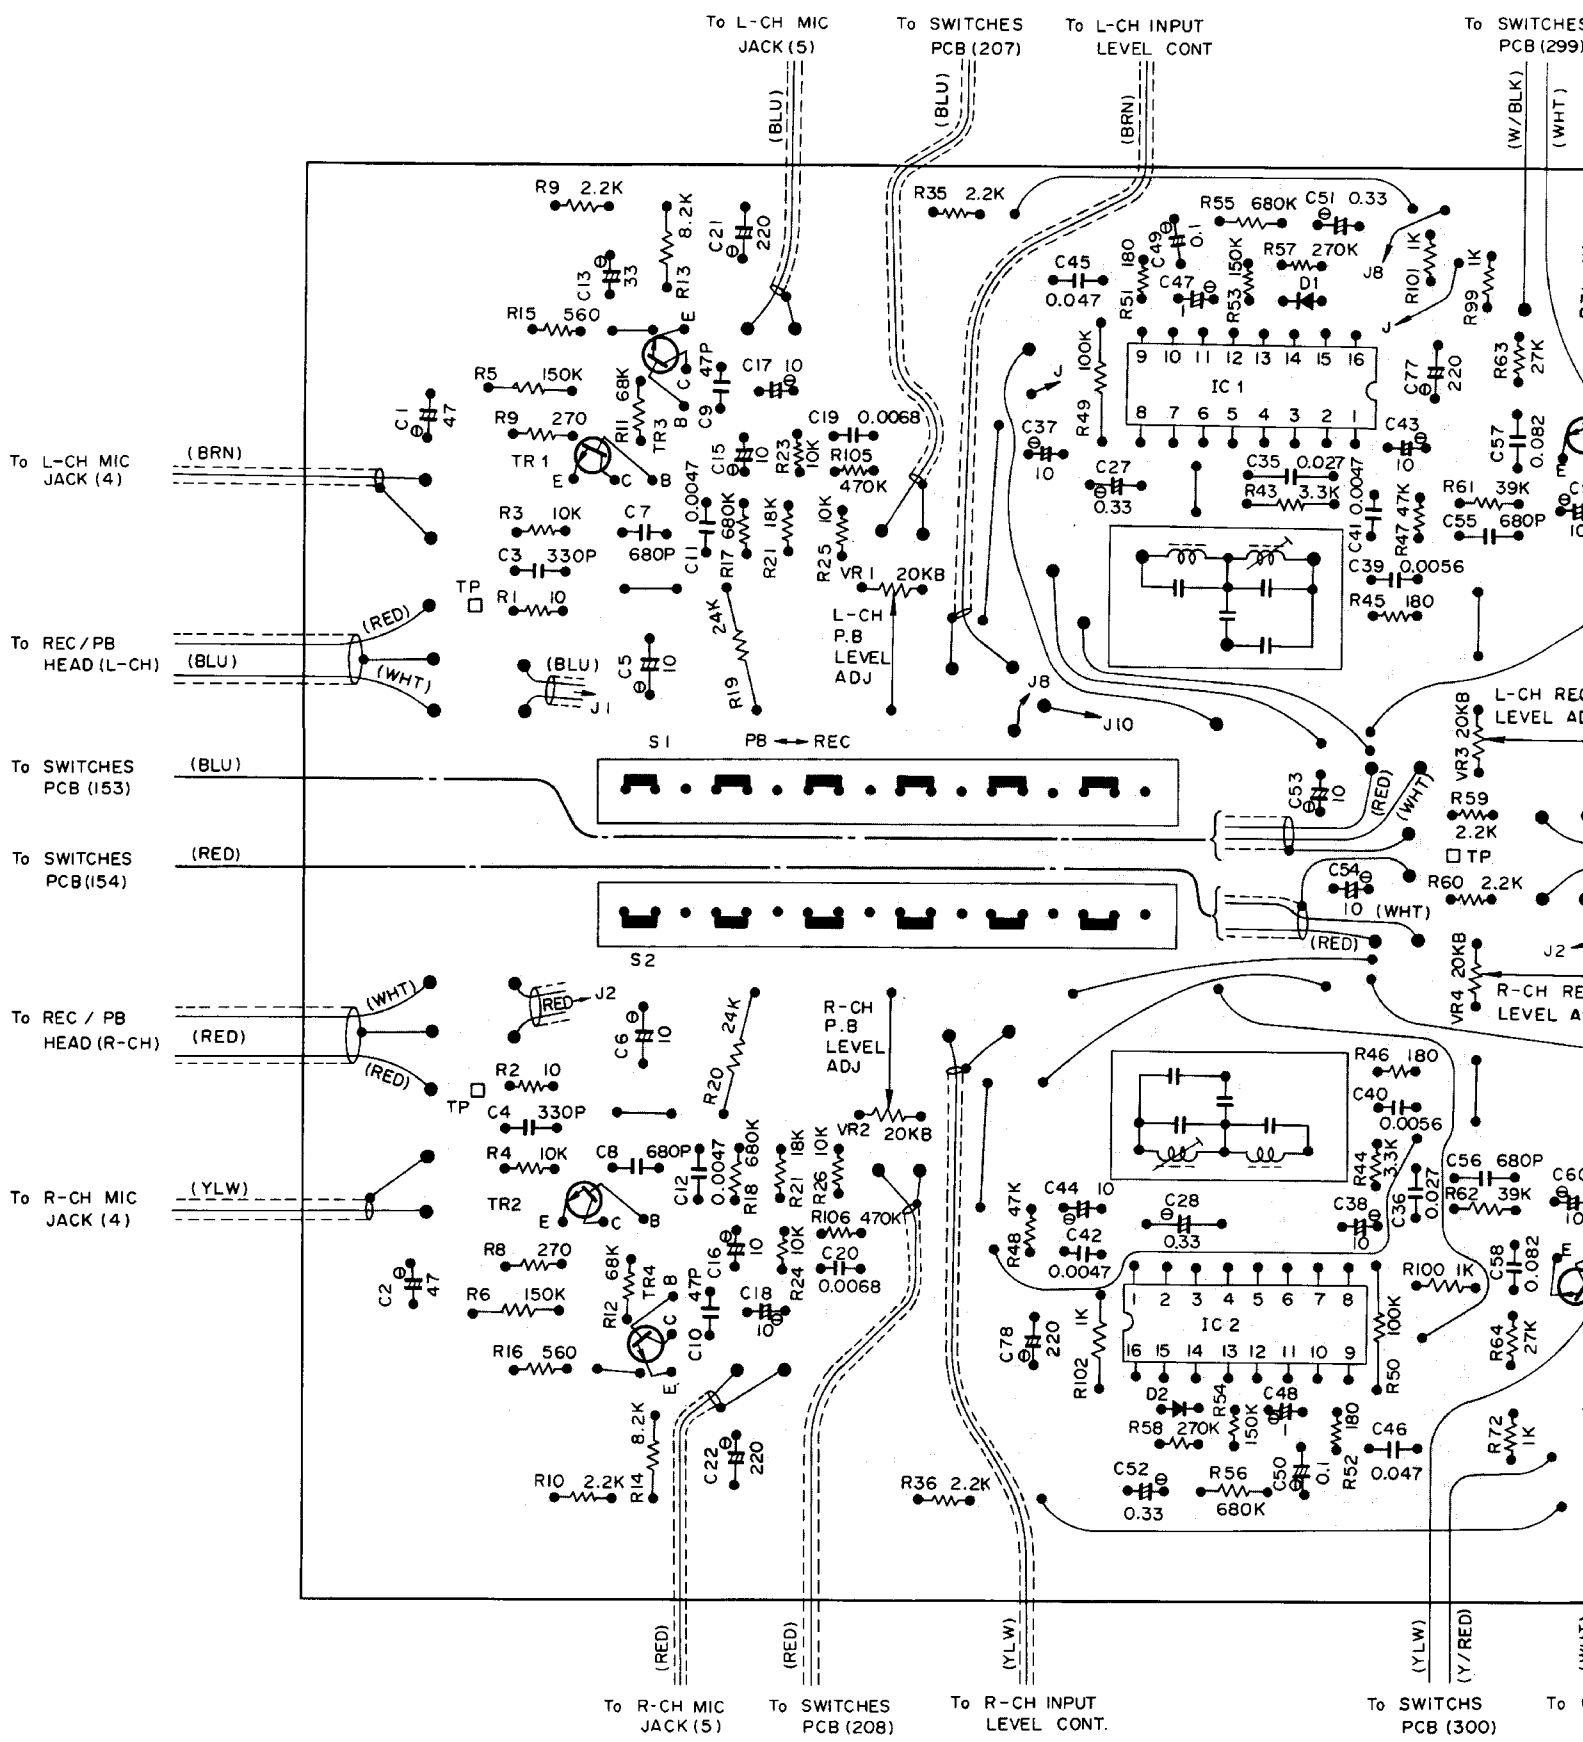 To L-CH MIC
JACK (5)
To SWITCHES
PCB (207)
To L-CH INPUT
LEVEL CONT
To SWITCHES
PCB (299)
(BLU)
(BLU)
(BRN)
(W/BLK)
(WHT)
R9 2.2K
8.2K
R13
C21
220
R35 2.2K
R55 680K
C51 0.33
C49
0.1
R57 270K
J8
R101 1K
1K
R99
C13
33
C45
0.047
R51 180
C47
1
R53 150K
D1
J
R15 560
E
C
B
TR3
47P
C9
C17 10
R5 150K
68K
R11
C1
47
R9 270
TR1
E
C
B
C15
10
R23
10K
C19 0.0068
R105
470K
100K
R49
J
9 10 11 12 13 14 15 16
IC 1
8 7 6 5 4 3 2 1
C77
220
R63
27K
C37
10
C27
0.33
C35 0.027
R43 3.3K
C43
10
C57
0.082
E
To L-CH MIC
JACK (4)
(BRN)
R3 10K
C7
680P
C11 0.0047
R17 680K
R21 18K
R25 10K
C41 0.0047
R47 47K
R61 39K
C55 680P
10
C3 330P
TP
R1 10
VR1 20KB
C39 0.0056
R45 180
24K
R19
L-CH
P.B
LEVEL
ADJ
To REC/PB
HEAD (L-CH)
(RED)
(BLU)
(WHT)
(BLU)
J1
C5
10
J8
J10
L-CH REC
LEVEL AD
VR3 20KB
S1
PB REC
To SWITCHES
PCB (153)
(BLU)
C53
10
(RED)
(WHT)
R59
2.2K
TP
To SWITCHES
PCB (154)
(RED)
C54
10
(WHT)
(RED)
R60 2.2K
S2
J2
VR4 20KB
R-CH RE
LEVEL A
To REC / PB
HEAD (R-CH)
(WHT)
(RED)
(RED)
RED
J2
C6
10
24K
R20
R-CH
P.B
LEVEL
ADJ
R2 10
TP
C4 330P
VR2 20KB
R46 180
C40
0.0056
R4 10K
C8 680P
C12
0.0047
R18 680K
R21 18K
R26 10K
R44
3.3K
C56 680P
R62 39K
C60
10
To R-CH MIC
JACK (4)
(YLW)
TR2
E
C
B
R106 470K
C20
0.0068
R48 47K
C44 10
C42
0.0047
C28
0.33
C38
10
C36
0.027
R8 270
68K
R12
TR4
B
C
E
47P
C10
C16
10
R24 10K
C18
10
C2
47
R6 150K
R16 560
R100 1K
C58
0.082
E
C78
220
1K
R102
1 2 3 4 5 6 7 8
IC 2
16 15 14 13 12 11 10 9
100K
R50
R64
27K
8.2K
R14
C22
220
D2
R58 270K
R54
150K
C48
1
180
R52
C46
0.047
R72
1K
R10 2.2K
R36 2.2K
C52
0.33
R56
680K
C50
0.1
(RED)
(RED)
(YLW)
(YLW)
(Y/RED)
To R-CH MIC
JACK (5)
To SWITCHES
PCB (208)
To R-CH INPUT
LEVEL CONT.
To SWITCHS
PCB (300)
To